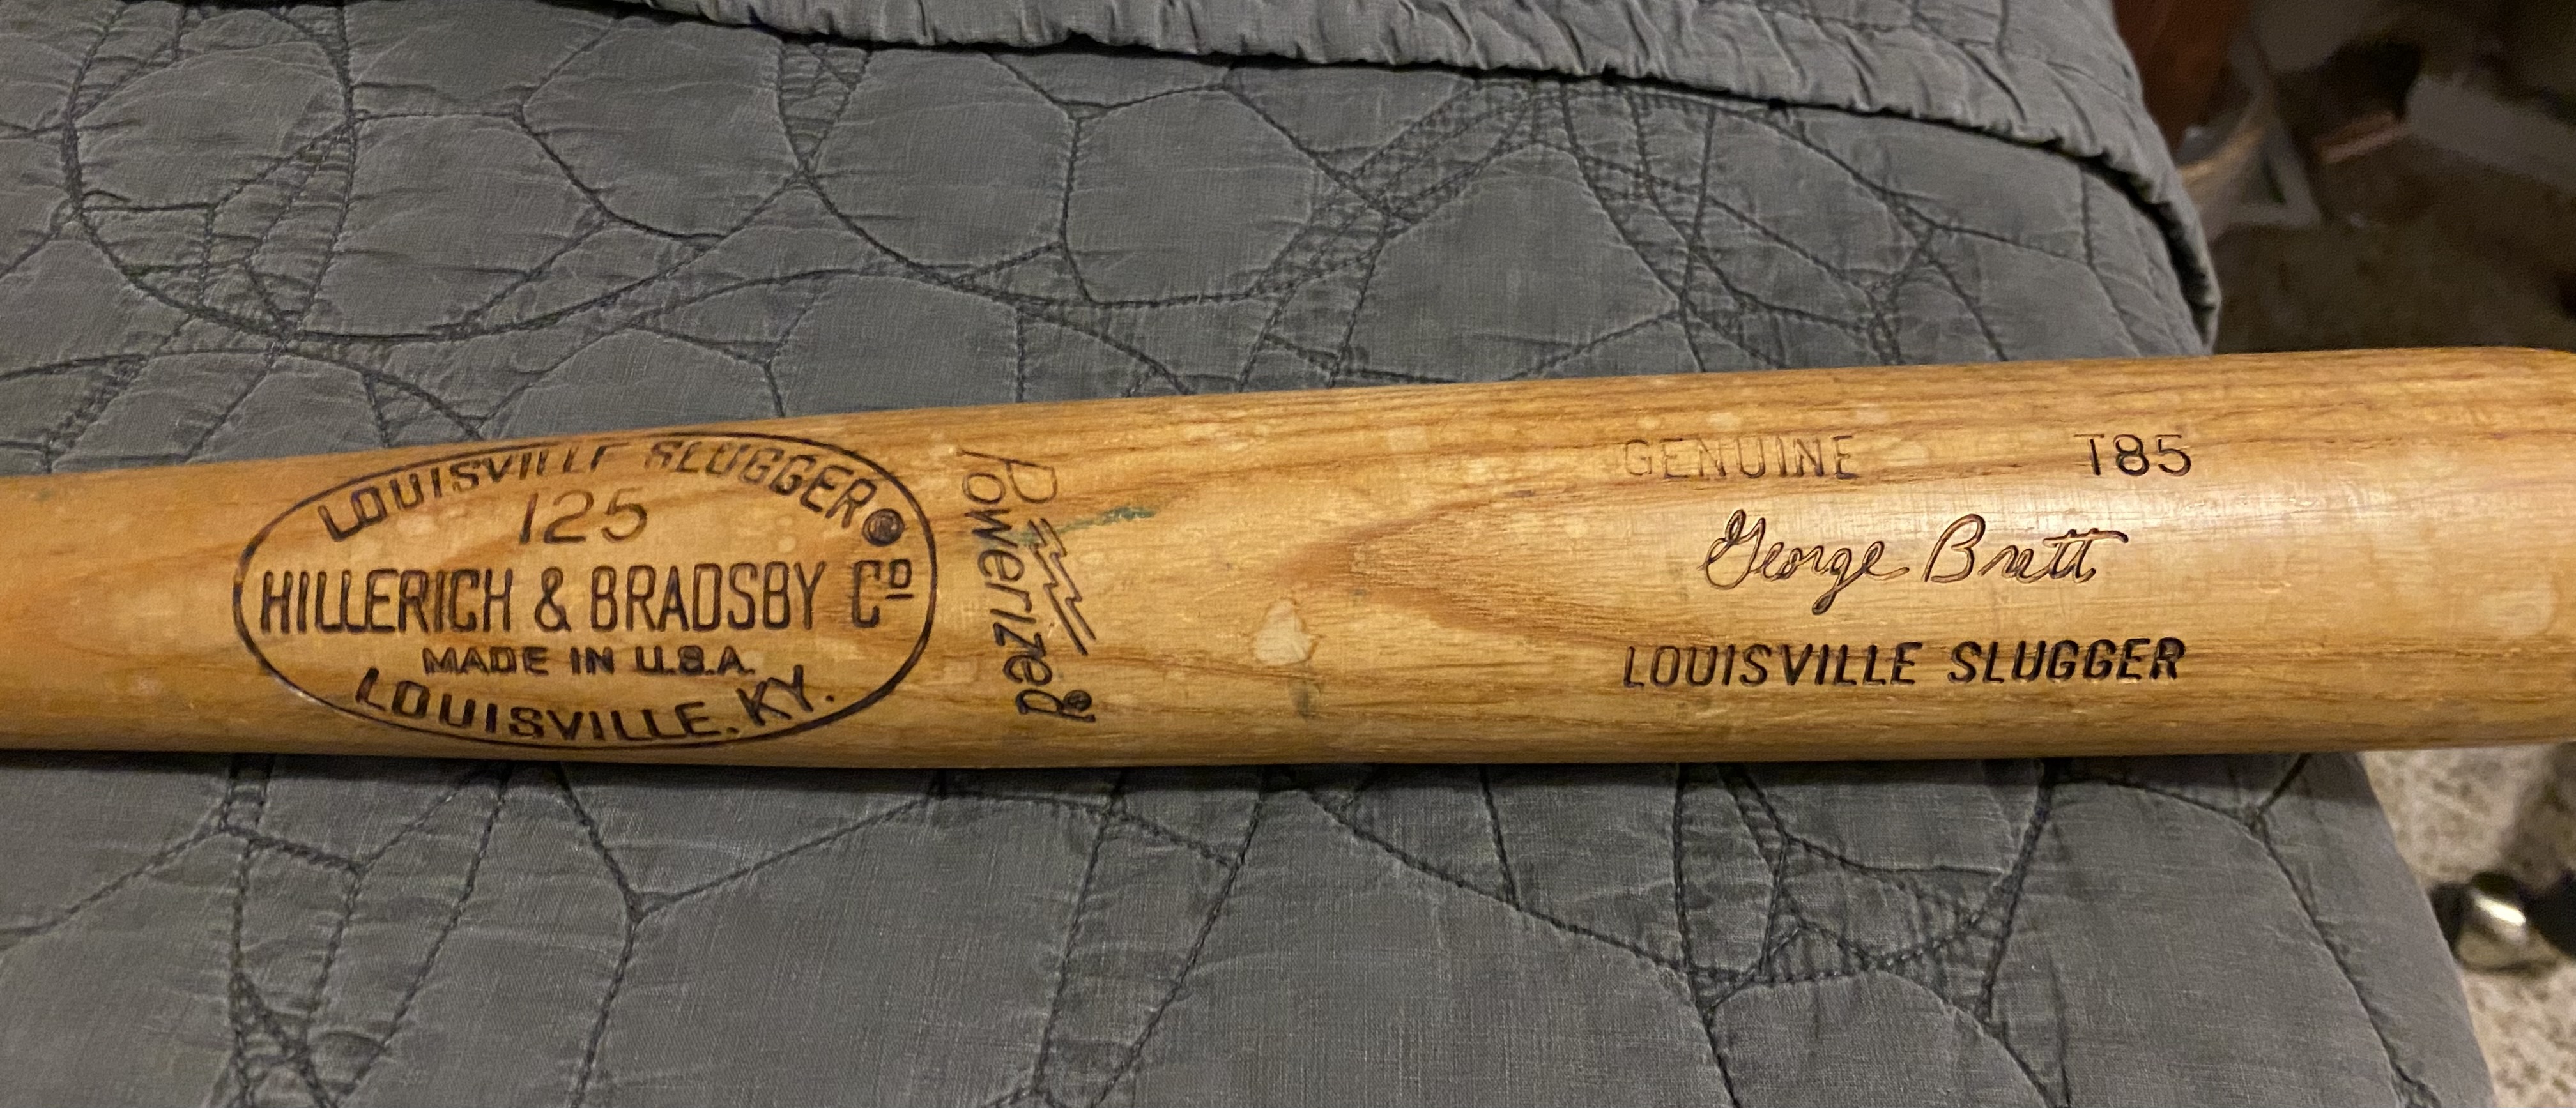 LOUISVILLE SLUGGER®
125
HILLERICH & BRADSBY Cº
MADE IN U.S.A.
LOUISVILLE, KY.
Powerized®
GENUINE T85
George Brett
LOUISVILLE SLUGGER